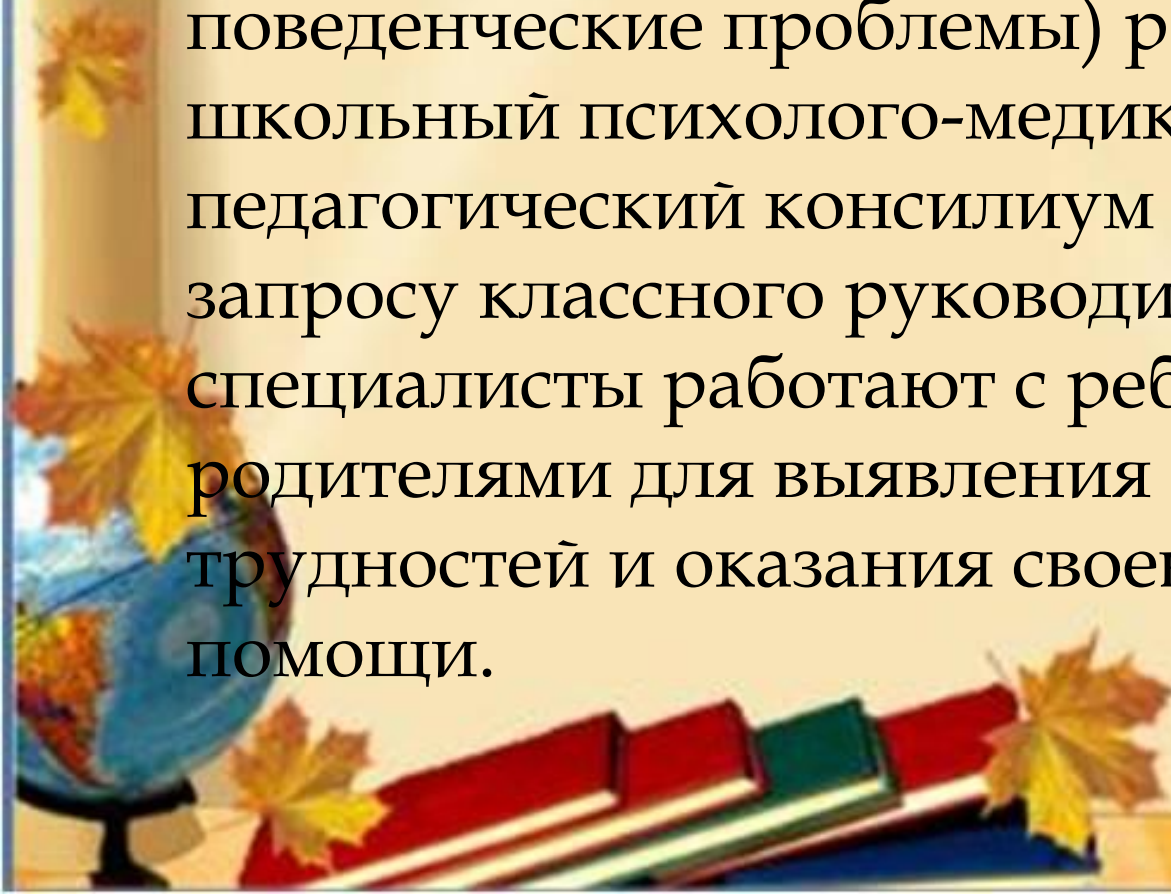 поведенческие проблемы) р
школьный психолого-медик
педагогический консилиум
запросу классного руководи
специалисты работают с реб
родителями для выявления
трудностей и оказания свое
помощи.